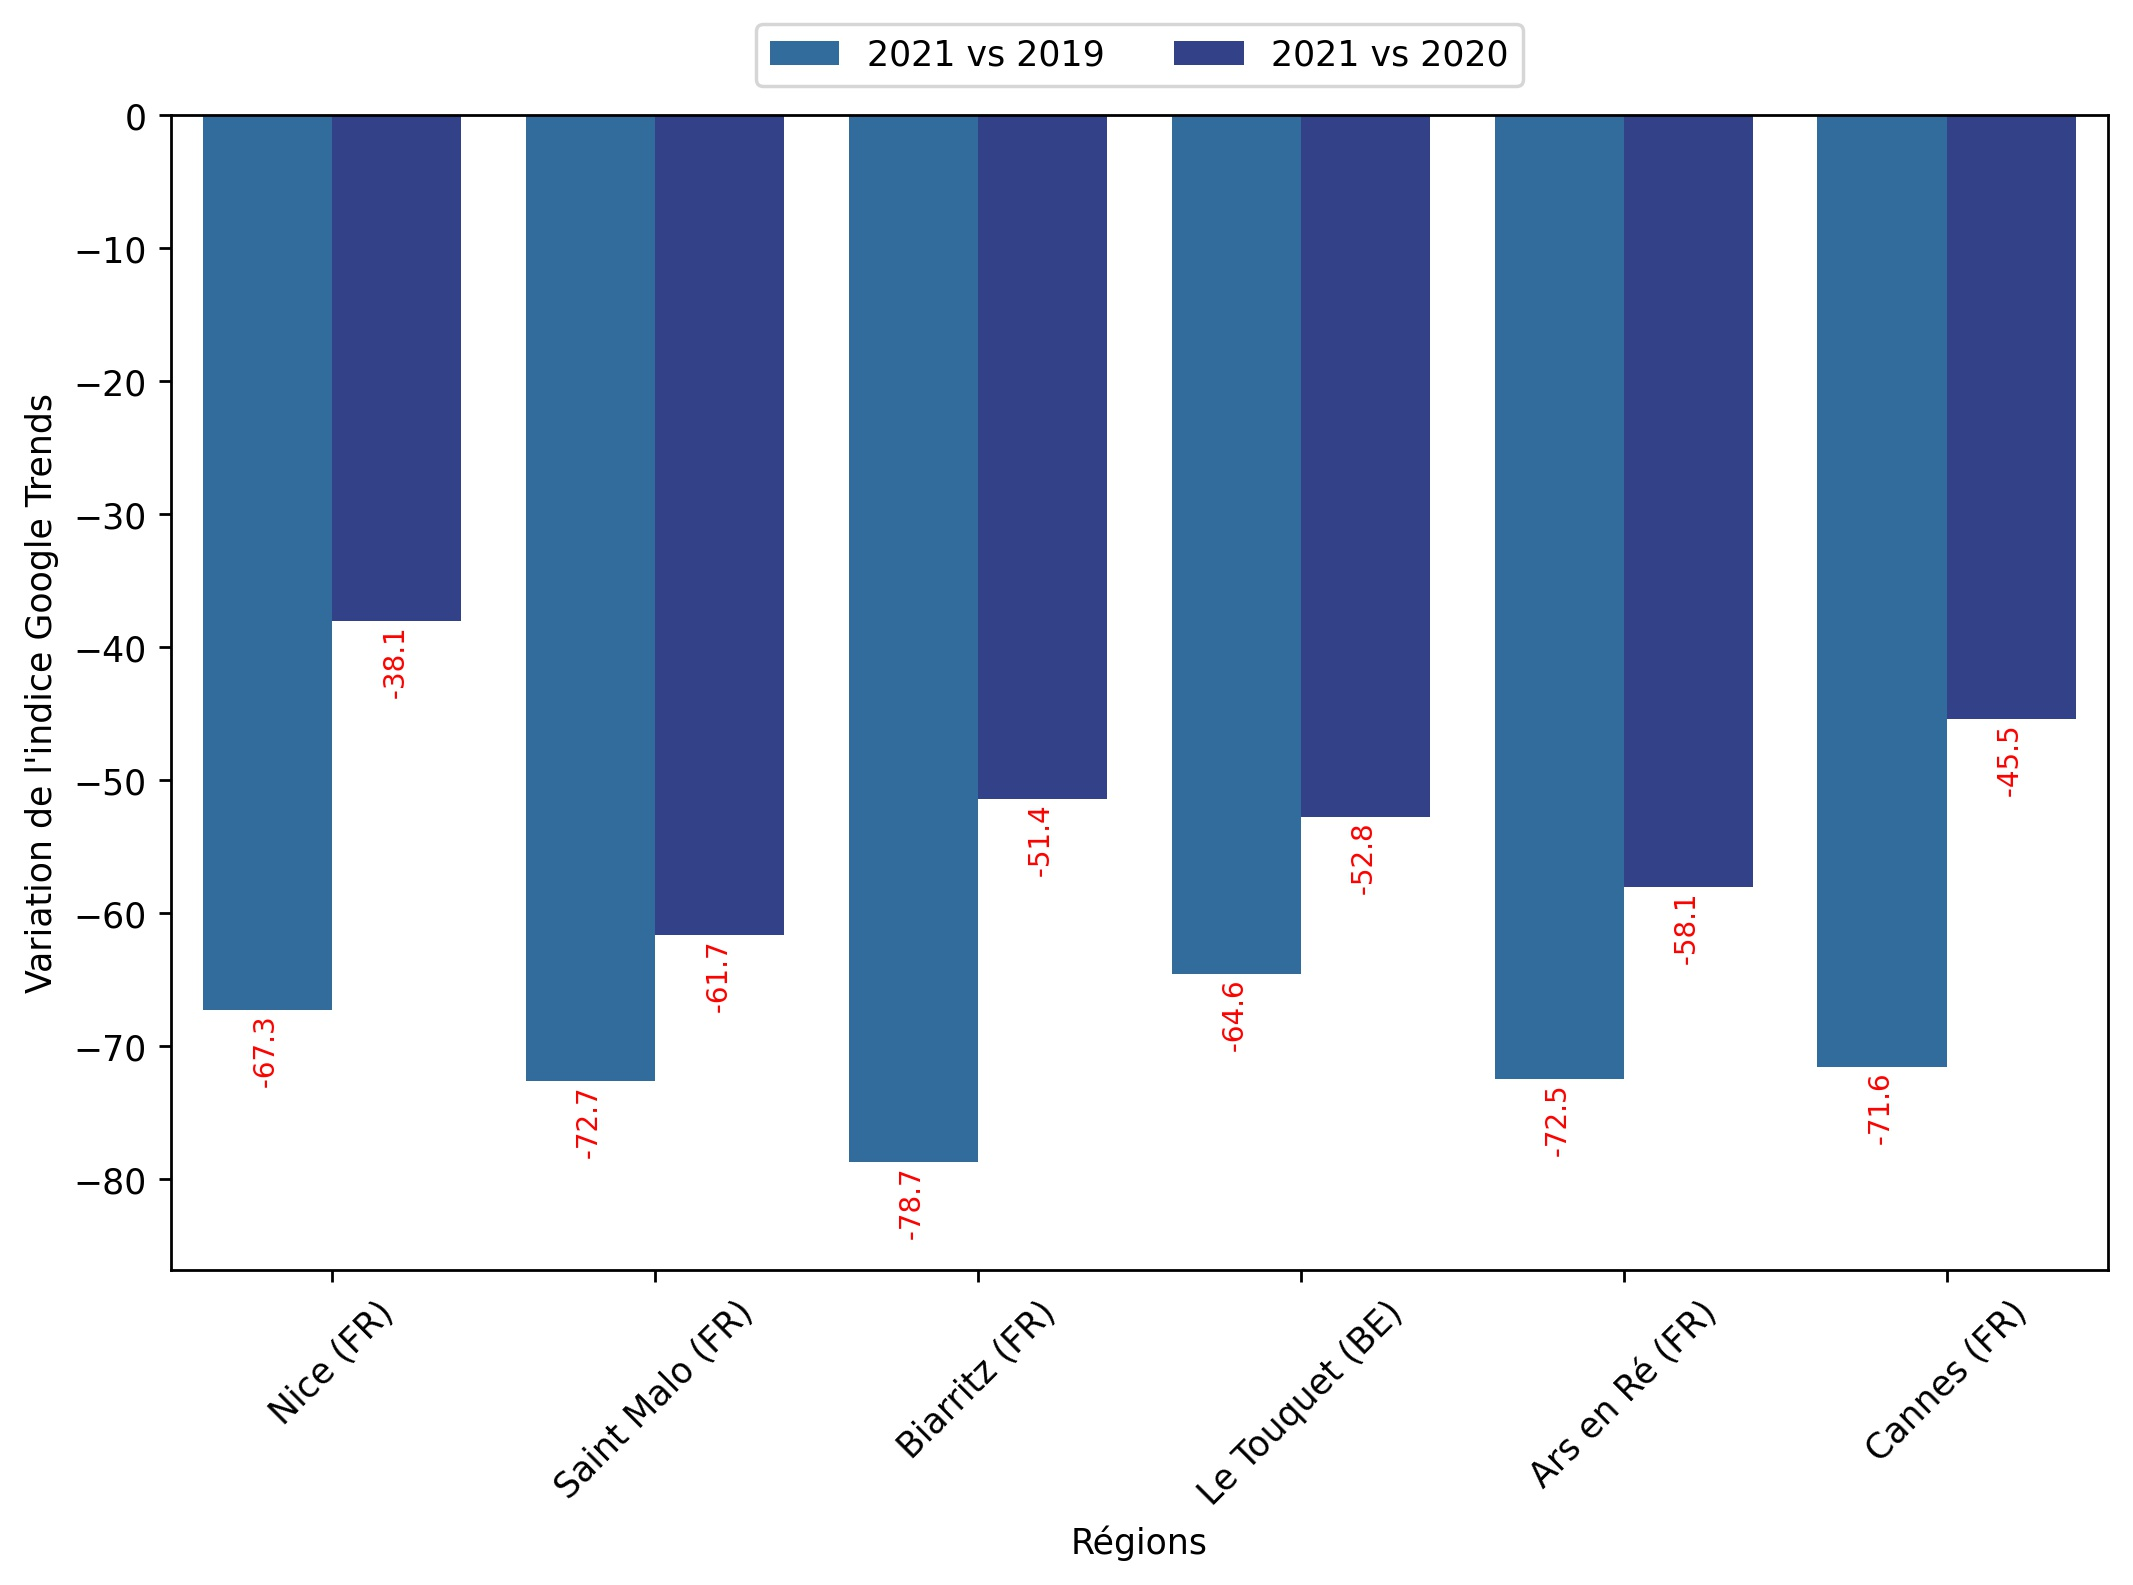 2021 vs 2019
2021 vs 2020
Variation de l'indice Google Trends
0
−10
−20
−30
−40
−50
−60
−70
−80
-67.3
-38.1
-72.7
-61.7
-78.7
-51.4
-64.6
-52.8
-72.5
-58.1
-71.6
-45.5
Nice (FR)
Saint Malo (FR)
Biarritz (FR)
Le Touquet (BE)
Ars en Ré (FR)
Cannes (FR)
Régions